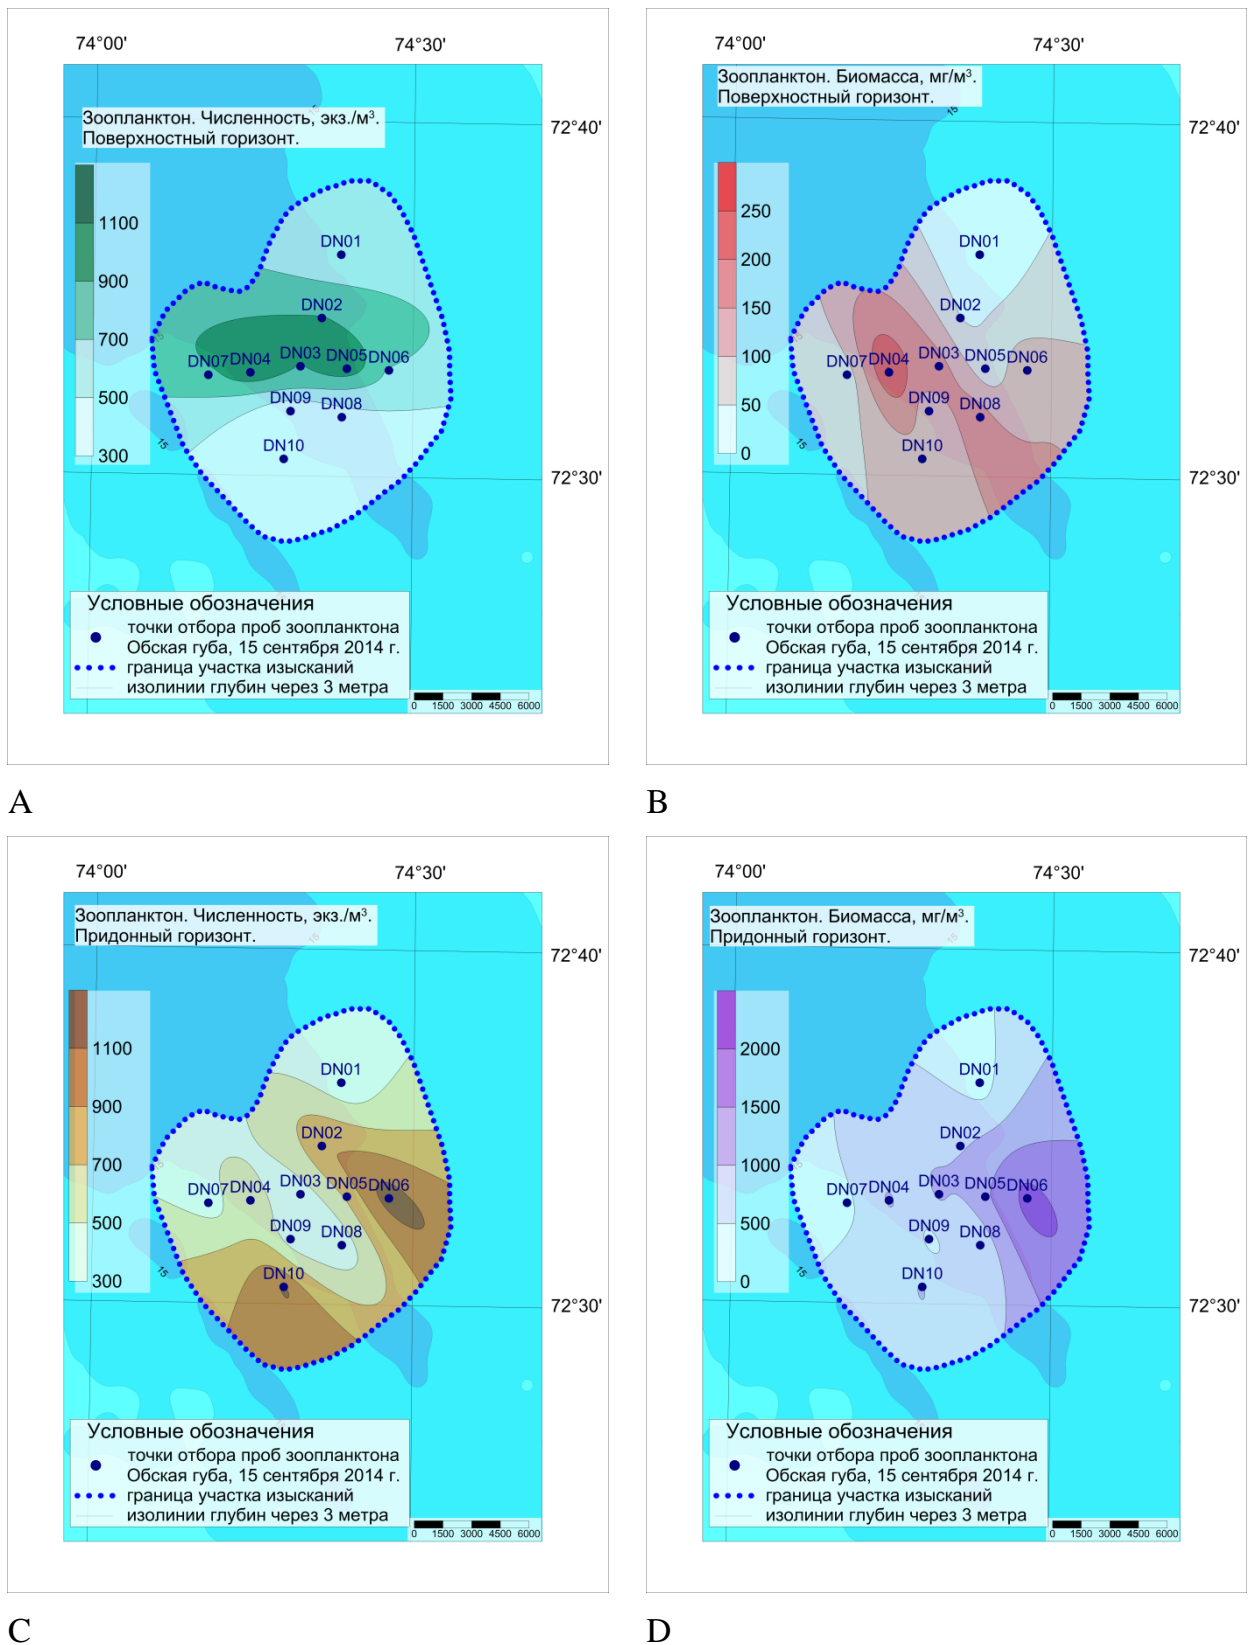 74°00' 74°30'
Зоопланктон. Численность, экз./м³.
Поверхностный горизонт.
15
72°40'
1100
900
700
500
300
DN01
DN02
DN07 DN04 DN03 DN05 DN06
DN09 DN08
DN10
15
72°30'
Условные обозначения
точки отбора проб зоопланктона
Обская губа, 15 сентября 2014 г.
граница участка изысканий
изолинии глубин через 3 метра
0 1500 3000 4500 6000
A
74°00' 74°30'
Зоопланктон. Биомасса, мг/м³.
Поверхностный горизонт.
15
72°40'
250
200
150
100
50
0
DN01
DN02
DN07 DN04 DN03 DN05 DN06
DN09 DN08
DN10
15
72°30'
Условные обозначения
точки отбора проб зоопланктона
Обская губа, 15 сентября 2014 г.
граница участка изысканий
изолинии глубин через 3 метра
0 1500 3000 4500 6000
B
74°00' 74°30'
Зоопланктон. Численность, экз./м³.
Придонный горизонт.
15
72°40'
1100
900
700
500
300
DN01
DN02
DN07 DN04 DN03 DN05 DN06
DN09 DN08
DN10
15
72°30'
Условные обозначения
точки отбора проб зоопланктона
Обская губа, 15 сентября 2014 г.
граница участка изысканий
изолинии глубин через 3 метра
0 1500 3000 4500 6000
C
74°00' 74°30'
Зоопланктон. Биомасса, мг/м³.
Придонный горизонт.
15
72°40'
2000
1500
1000
500
0
DN01
DN02
DN07 DN04 DN03 DN05 DN06
DN09 DN08
DN10
15
72°30'
Условные обозначения
точки отбора проб зоопланктона
Обская губа, 15 сентября 2014 г.
граница участка изысканий
изолинии глубин через 3 метра
0 1500 3000 4500 6000
D